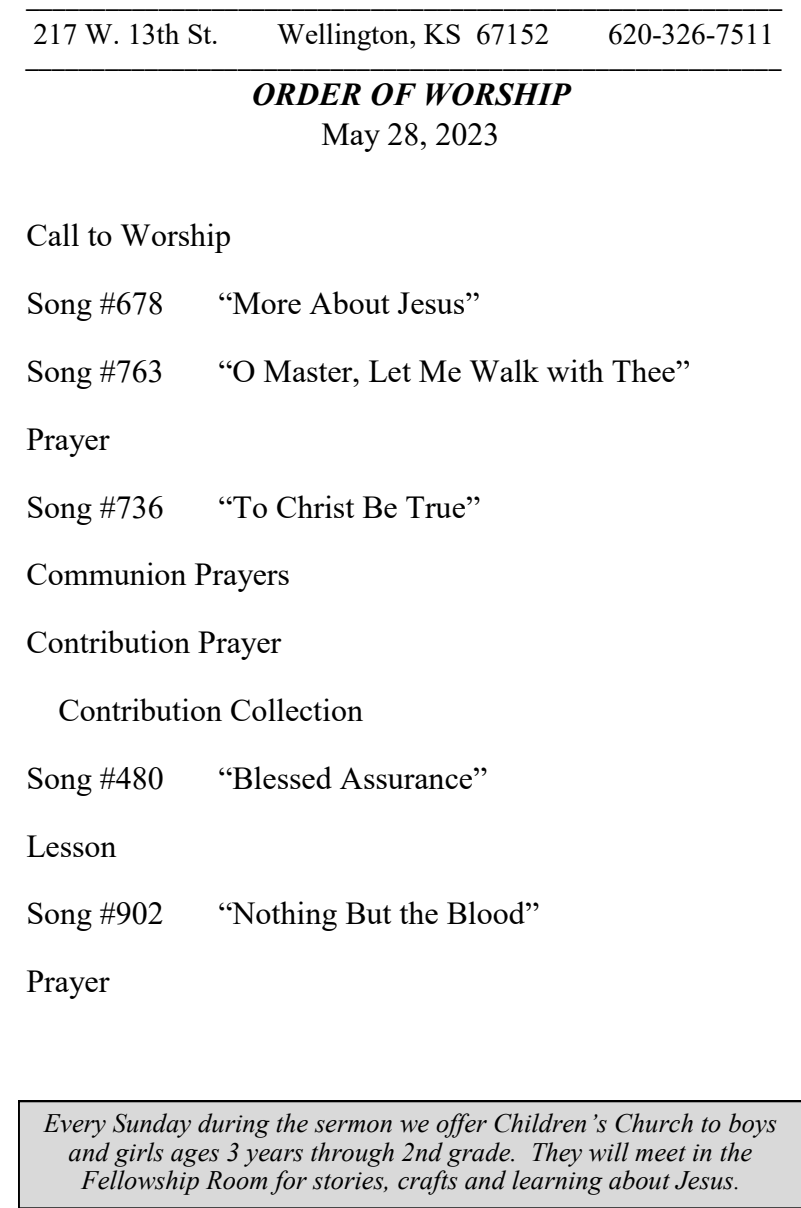 217 W. 13th St. Wellington, KS 67152 620-326-7511
ORDER OF WORSHIP
May 28, 2023
Call to Worship
Song #678 “More About Jesus”
Song #763 “O Master, Let Me Walk with Thee”
Prayer
Song #736 “To Christ Be True”
Communion Prayers
Contribution Prayer
Contribution Collection
Song #480 “Blessed Assurance”
Lesson
Song #902 “Nothing But the Blood”
Prayer
Every Sunday during the sermon we offer Children’s Church to boys
and girls ages 3 years through 2nd grade. They will meet in the
Fellowship Room for stories, crafts and learning about Jesus.